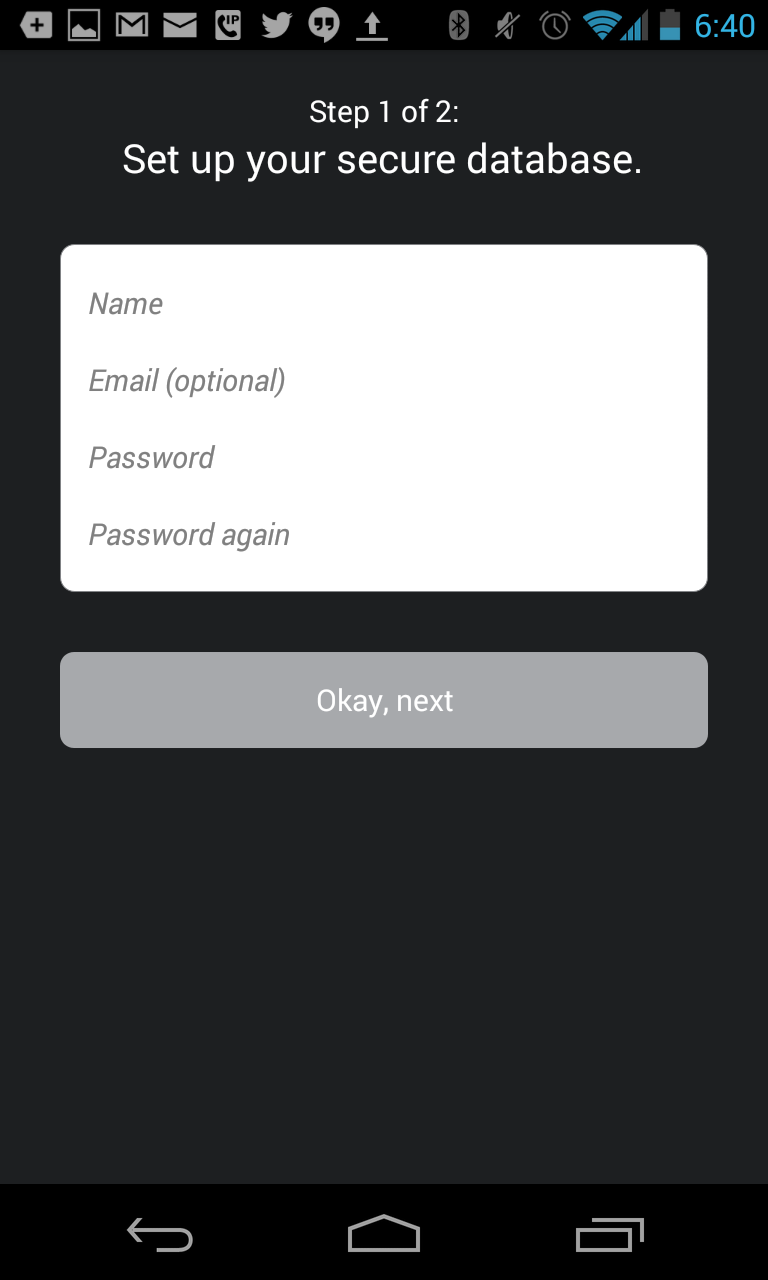 IP
6:40
Step 1 of 2:
Set up your secure database.
Name
Email (optional)
Password
Password again
Okay, next